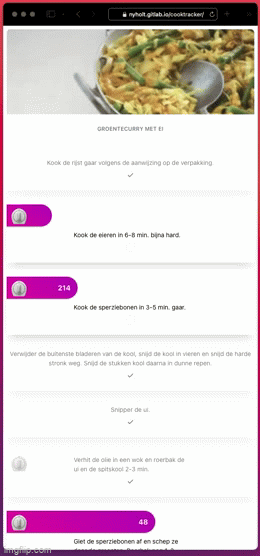 nyholt.gitlab.io/cooktracker/
GROENTECURRY MET EI
Kook de rijst gaar volgens de aanwijzing op de verpakking.
Kook de eieren in 6-8 min. bijna hard.
214
Kook de sperziebonen in 3-5 min. gaar.
Verwijder de buitenste bladeren van de kool, snijd de kool in vieren en snijd de harde
stronk weg. Snijd de stukken kool daarna in dunne repen.
Snipper de ui.
Verhit de olie in een wok en roerbak de
ui en de spitskool 2-3 min.
48
Giet de sperziebonen af en schep ze
imgflip.com